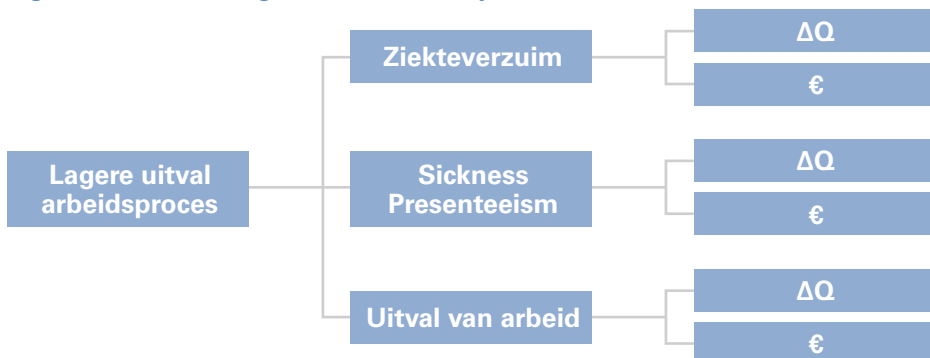 Lagere uitval
arbeidsproces
Ziekteverzuim
ΔQ
€
Sickness
Presenteeism
ΔQ
€
Uitval van arbeid
ΔQ
€